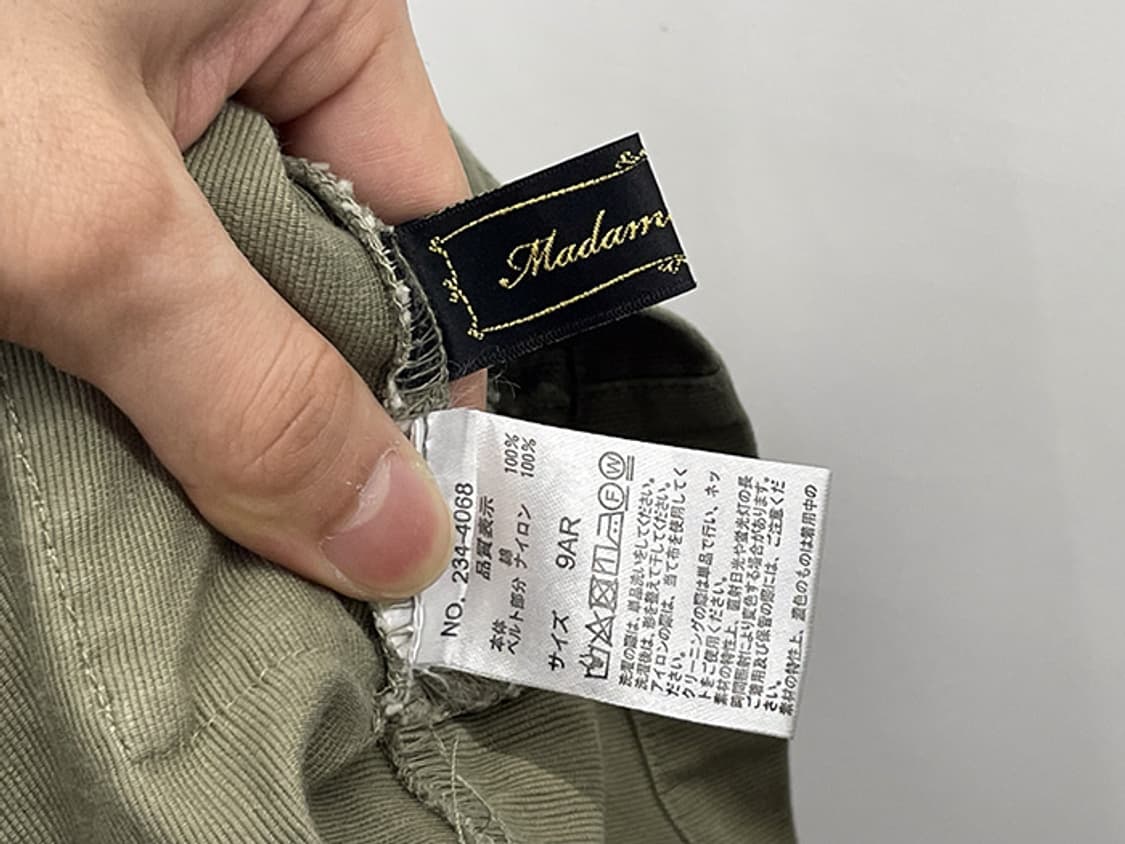 Madam
NO. 234-4068
品質表示
本体 綿 100%
ベルト部分 ナイロン 100%
サイズ 9AR
F W
洗濯の際は、単品洗いをしてください。
洗濯後は、形を整えて干してください。
アイロンの際は、当て布を使用してく
ださい。
クリーニングの際は単品で行い、ネッ
トをご使用ください。
素材の特性上、直射日光や蛍光灯の長
時間照射により変色する場合があります。
ご着用及び保管の際には、ご注意くだ
さい。
素材の特性上、濃色のものは着用中の